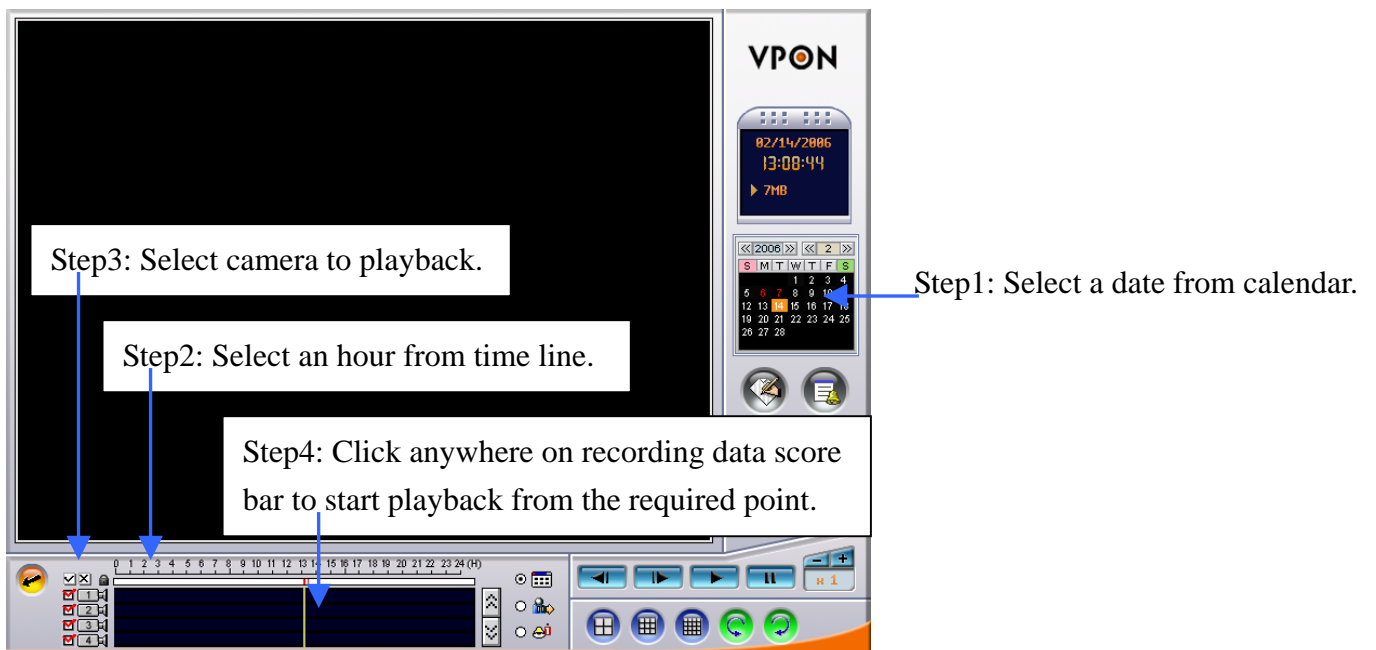 VPON
02/14/2006
13:08:44
7MB
2006 2
S M T W T F S
1 2 3 4
5 6 7 8 9 10
12 13 14 15 16 17 18
19 20 21 22 23 24 25
26 27 28
Step1: Select a date from calendar.
Step3: Select camera to playback.
Step2: Select an hour from time line.
Step4: Click anywhere on recording data score
bar to start playback from the required point.
0 1 2 3 4 5 6 7 8 9 10 11 12 13 14 15 16 17 18 19 20 21 22 23 24 (H)
1
2
3
4
x 1